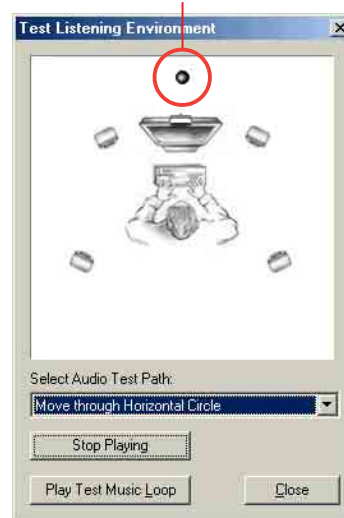 Test Listening Environment
Select Audio Test Path:
Move through Horizontal Circle
Stop Playing
Play Test Music Loop
Close